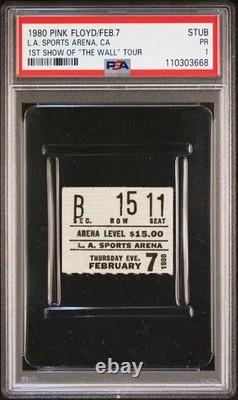 1980 PINK FLOYD/FEB.7 STUB
L.A. SPORTS ARENA, CA PR
1ST SHOW OF "THE WALL" TOUR 1
PSA 110303668
B 15 11
SEC. ROW SEAT
ARENA LEVEL $15.00
L. A. SPORTS ARENA
THURSDAY EVE.
FEBRUARY 7 1980